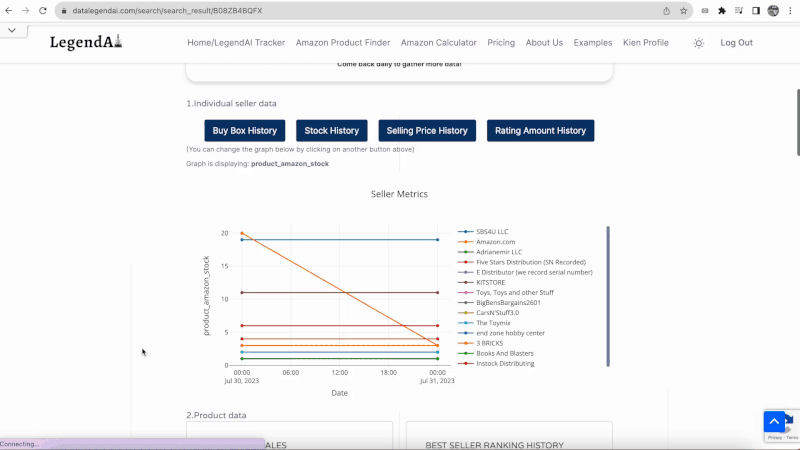 datalegendai.com/search/search_result/B08ZB4BQFX
LegendAI
Home/LegendAI Tracker
Amazon Product Finder
Amazon Calculator
Pricing
About Us
Examples
Kien Profile
Log Out
Come back daily to gather more data!
1.Individual seller data
Buy Box History
Stock History
Selling Price History
Rating Amount History
(You can change the graph below by clicking on another button above)
Graph is displaying: product_amazon_stock
Seller Metrics
product_amazon_stock
20
15
10
5
0
00:00
Jul 30, 2023
06:00
12:00
18:00
00:00
Jul 31, 2023
Date
SBS4U LLC
Amazon.com
Adrianemir LLC
Five Stars Distribution (SN Recorded)
E Distributor (we record serial number)
KITSTORE
Toys, Toys and other Stuff
BigBensBargains2601
CarsN'Stuff3.0
The Toymix
end zone hobby center
3 BRICKS
Books And Blasters
Instock Distributing
2.Product data
ALES
BEST SELLER RANKING HISTORY
Connecting...
Privacy - Terms